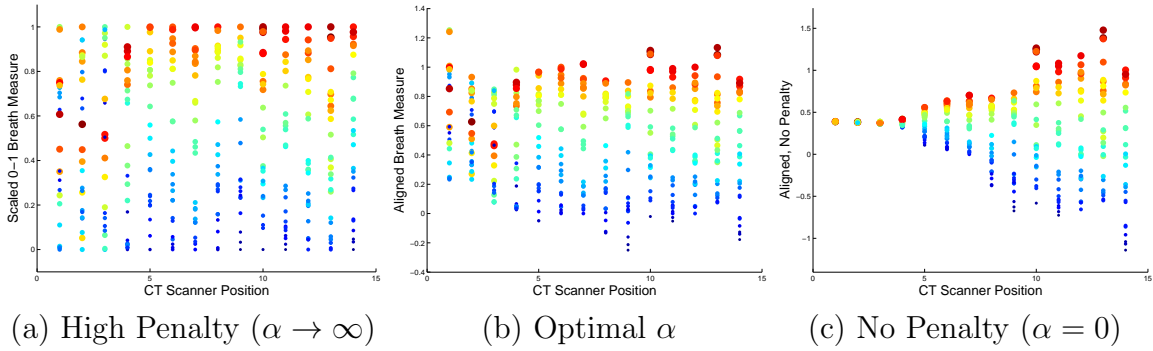 Scaled 0−1 Breath Measure
1
0.8
0.6
0.4
0.2
0
0 5 10 15
CT Scanner Position
(a) High Penalty (α → ∞)
Aligned Breath Measure
1.4
1.2
1
0.8
0.6
0.4
0.2
0
−0.2
−0.4
0 5 10 15
CT Scanner Position
(b) Optimal α
Aligned, No Penalty
1.5
1
0.5
0
−0.5
−1
0 5 10 15
CT Scanner Position
(c) No Penalty (α = 0)